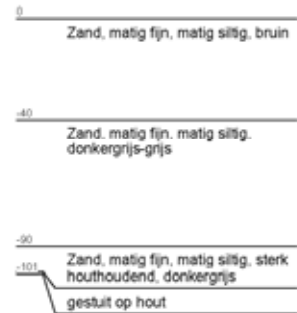 0
Zand, matig fijn, matig siltig, bruin
-40
Zand. matig fijn. matig siltig.
donkergrijs-grijs
-90
Zand, matig fijn, matig siltig, sterk
houthoudend, donkergrijs
-101
gestuit op hout